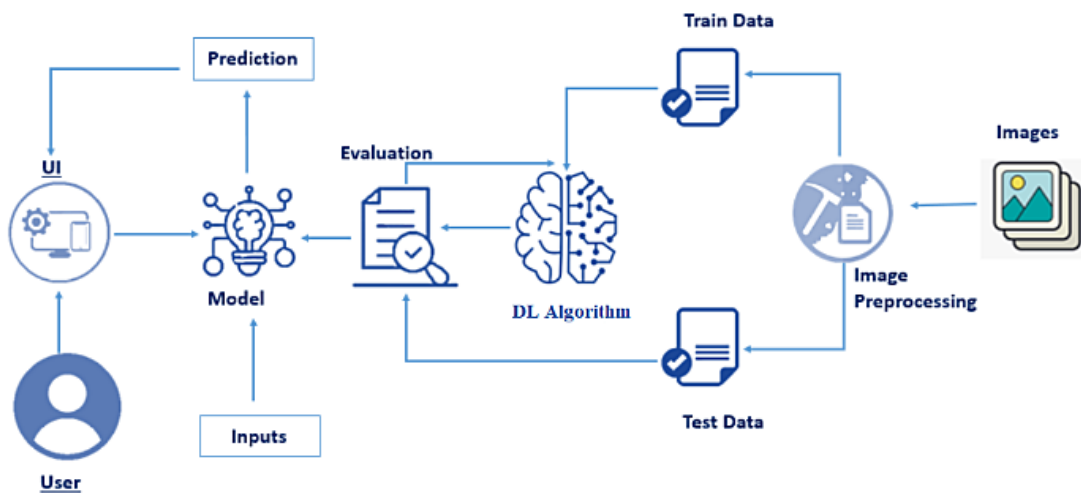 Train Data
Prediction
Images
Evaluation
UI
Model
Image
Preprocessing
DL Algorithm
Test Data
Inputs
User